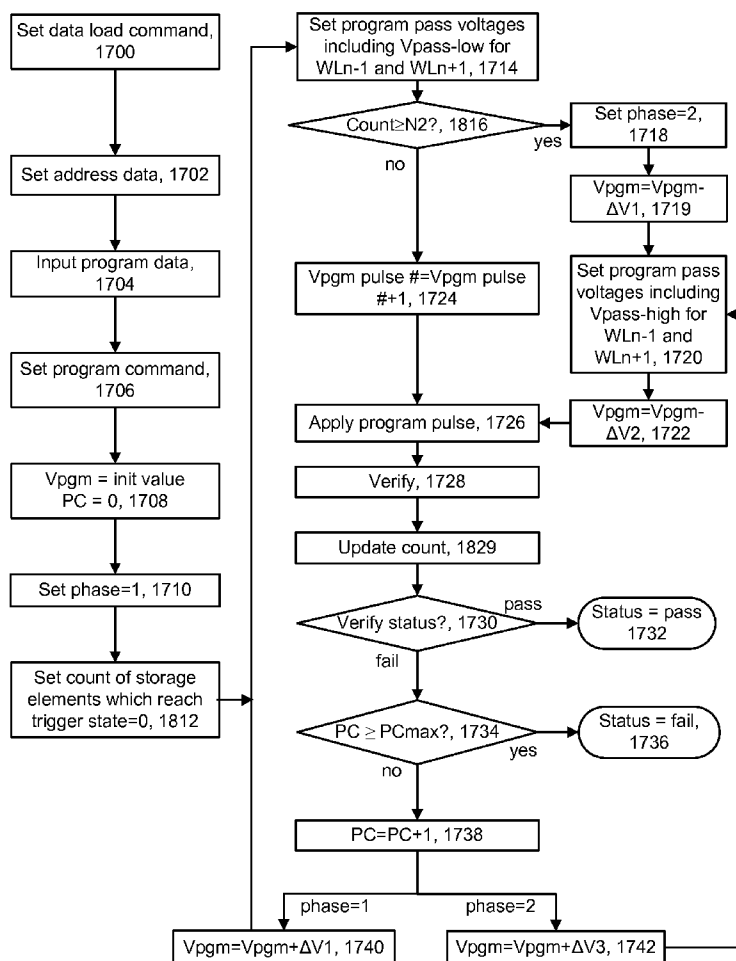 Set data load command,
1700
Set address data, 1702
Input program data,
1704
Set program command,
1706
Vpgm = init value
PC = 0, 1708
Set phase=1, 1710
Set count of storage
elements which reach
trigger state=0, 1812
Set program pass voltages
including Vpass-low for
WLn-1 and WLn+1, 1714
Count≥N2?, 1816
yes
no
Set phase=2,
1718
Vpgm=Vpgm-
ΔV1, 1719
Set program pass
voltages including
Vpass-high for
WLn-1 and
WLn+1, 1720
Vpgm=Vpgm-
ΔV2, 1722
Vpgm pulse #=Vpgm pulse
#+1, 1724
Apply program pulse, 1726
Verify, 1728
Update count, 1829
Verify status?, 1730
pass
fail
Status = pass
1732
PC ≥ PCmax?, 1734
yes
no
Status = fail,
1736
PC=PC+1, 1738
phase=1
phase=2
Vpgm=Vpgm+ΔV1, 1740
Vpgm=Vpgm+ΔV3, 1742